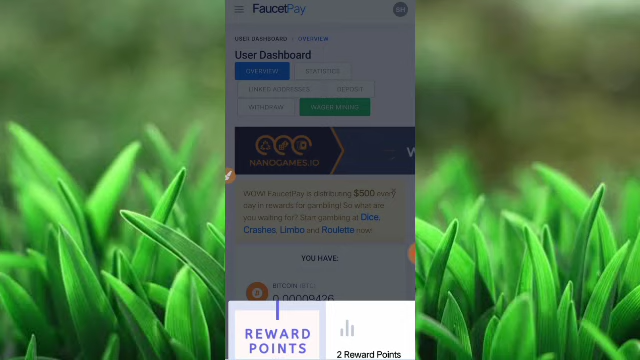 FaucetPay
USER DASHBOARD / OVERVIEW
User Dashboard
OVERVIEW
STATISTICS
LINKED ADDRESSES
DEPOSIT
WITHDRAW
WAGER MINING
NANOGAMES.IO
W
WOW! FaucetPay is distributing $500 every
day in rewards for gambling! So what are
you waiting for? Start gambling at Dice,
Crashes, Limbo and Roulette now!
YOU HAVE:
BITCOIN
0.00009426
REWARD
POINTS
2 Reward Points